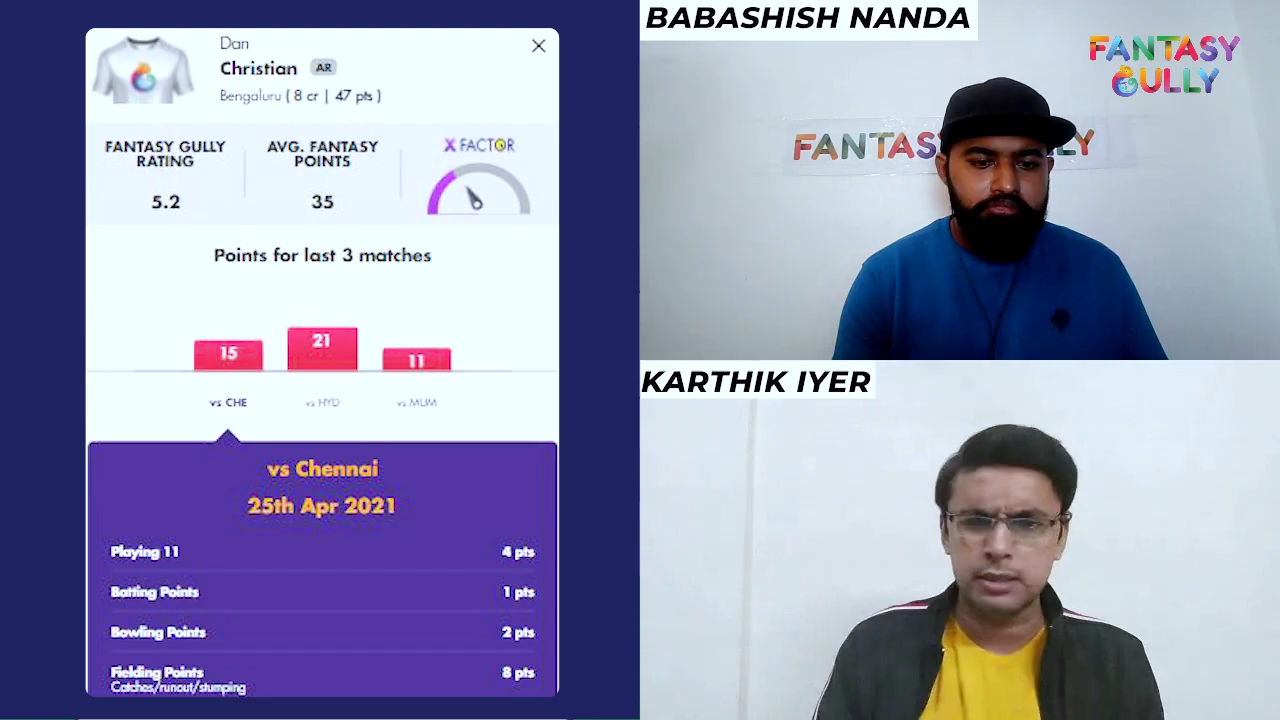 Dan
Christian AR
Bengaluru ( 8 cr | 47 pts )
FANTASY GULLY RATING
5.2
AVG. FANTASY POINTS
35
X FACTOR
Points for last 3 matches
15
21
11
vs CHE
vs HYD
vs MUM
vs Chennai
25th Apr 2021
Playing 11 4 pts
Batting Points 1 pts
Bowling Points 2 pts
Fielding Points 8 pts
Catches/runout/stumping
BABASHISH NANDA
FANTASY
GULLY
FANTASY GULLY
KARTHIK IYER